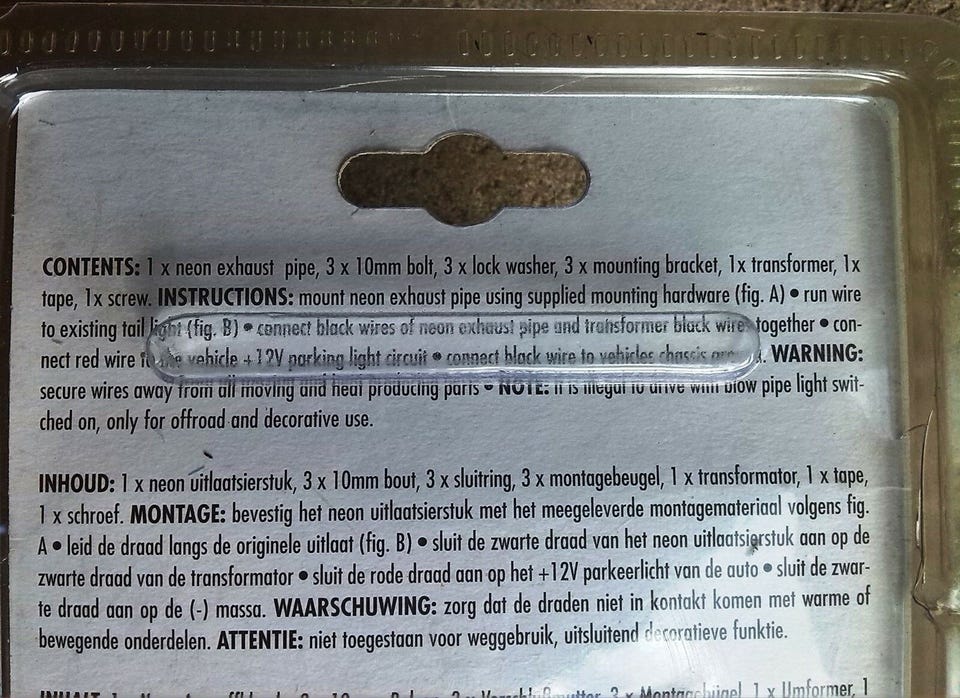 CONTENTS: 1 x neon exhaust pipe, 3 x 10mm bolt, 3 x lock washer, 3 x mounting bracket, 1x transformer, 1x
tape, 1x screw. INSTRUCTIONS: mount neon exhaust pipe using supplied mounting hardware (fig. A) • run wire
to existing tail light (fig. B) • connect black wires of neon exhaust pipe and transformer black wires together • con-
nect red wire to the vehicle +12V parking light circuit • connect black wire to vehicles chassis WARNING:
secure wires away from all moving and heat producing parts • NOTE: it is illegal to drive with blow pipe light swit-
ched on, only for offroad and decorative use.
INHOUD: 1 x neon uitlaatsierstuk, 3 x 10mm bout, 3 x sluitring, 3 x montagebeugel, 1 x transformator, 1 x tape,
1 x schroef. MONTAGE: bevestig het neon uitlaatsierstuk met het meegeleverde montagemateriaal volgens fig.
A • leid de draad langs de originele uitlaat (fig. B) • sluit de zwarte draad van het neon uitlaatsierstuk aan op de
zwarte draad van de transformator • sluit de rode draad aan op het +12V parkeerlicht van de auto • sluit de zwar-
te draad aan op de (-) massa. WAARSCHUWING: zorg dat de draden niet in kontakt komen met warme of
bewegende onderdelen. ATTENTIE: niet toegestaan voor weggebruik, uitsluitend decoratieve funktie.
INHALT 3 x Montagebügel, 1 x Umformer, 1